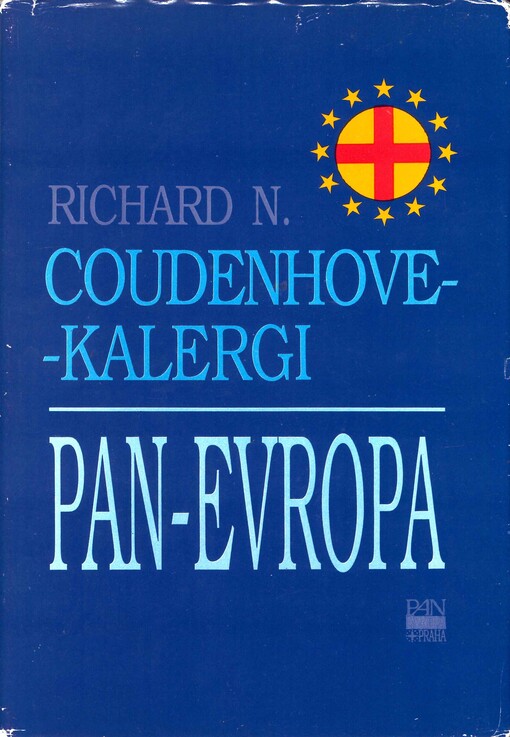 RICHARD N.
COUDENHOVE-
-KALERGI
PAN-EVROPA
PAN
PRAHA